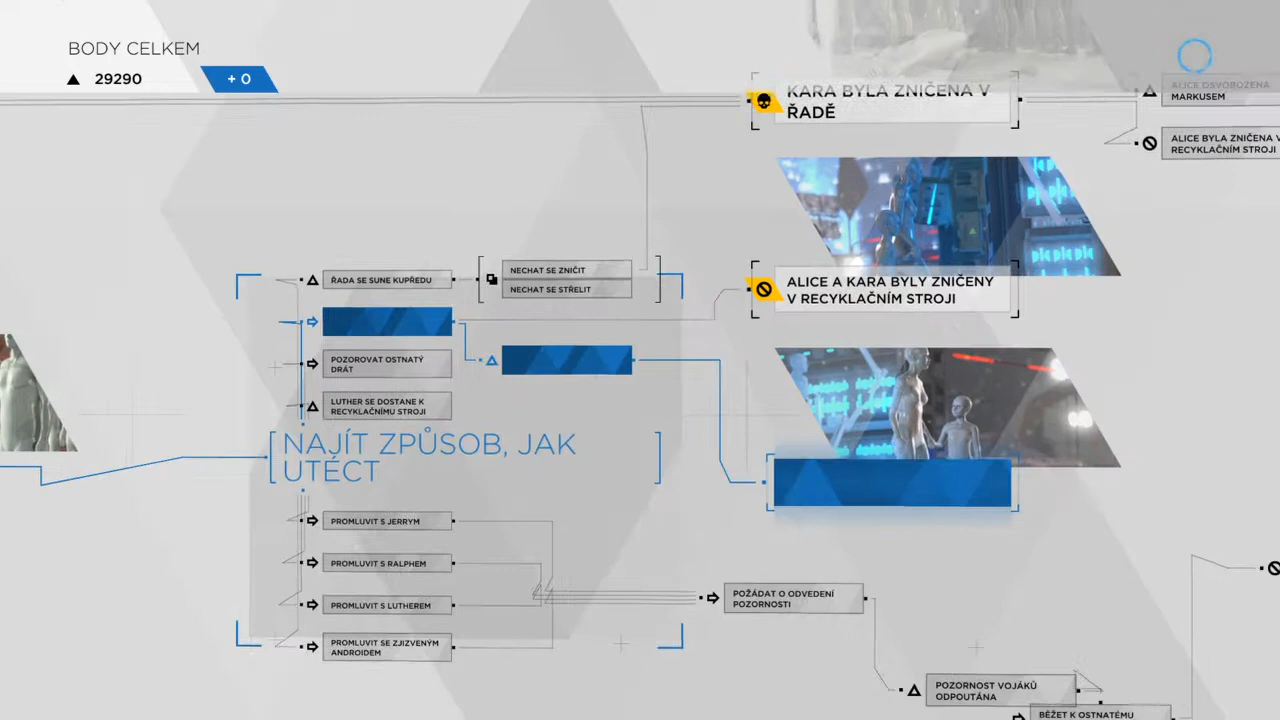 BODY CELKEM
29290
+ 0
KARA BYLA ZNIČENA V
ŘADĚ
ALICE OSVOBOZENA
MARKUSEM
ALICE BYLA ZNIČENA V
RECYKLAČNÍM STROJI
ŘADA SE SUNE KUPŘEDU
NECHAT SE ZNIČIT
NECHAT SE STŘELIT
ALICE A KARA BYLY ZNIČENY
V RECYKLAČNÍM STROJI
POZOROVAT OSTNATÝ
DRÁT
LUTHER SE DOSTANE K
RECYKLAČNÍMU STROJI
NAJÍT ZPŮSOB, JAK
UTÉCT
PROMLUVIT S JERRYM
PROMLUVIT S RALPHEM
PROMLUVIT S LUTHEREM
PROMLUVIT SE ZJIZVENÝM
ANDROIDEM
POŽÁDAT O ODVEDENÍ
POZORNOSTI
POZORNOST VOJÁKŮ
ODPOUTÁNA
BĚŽET K OSTNATÉMU